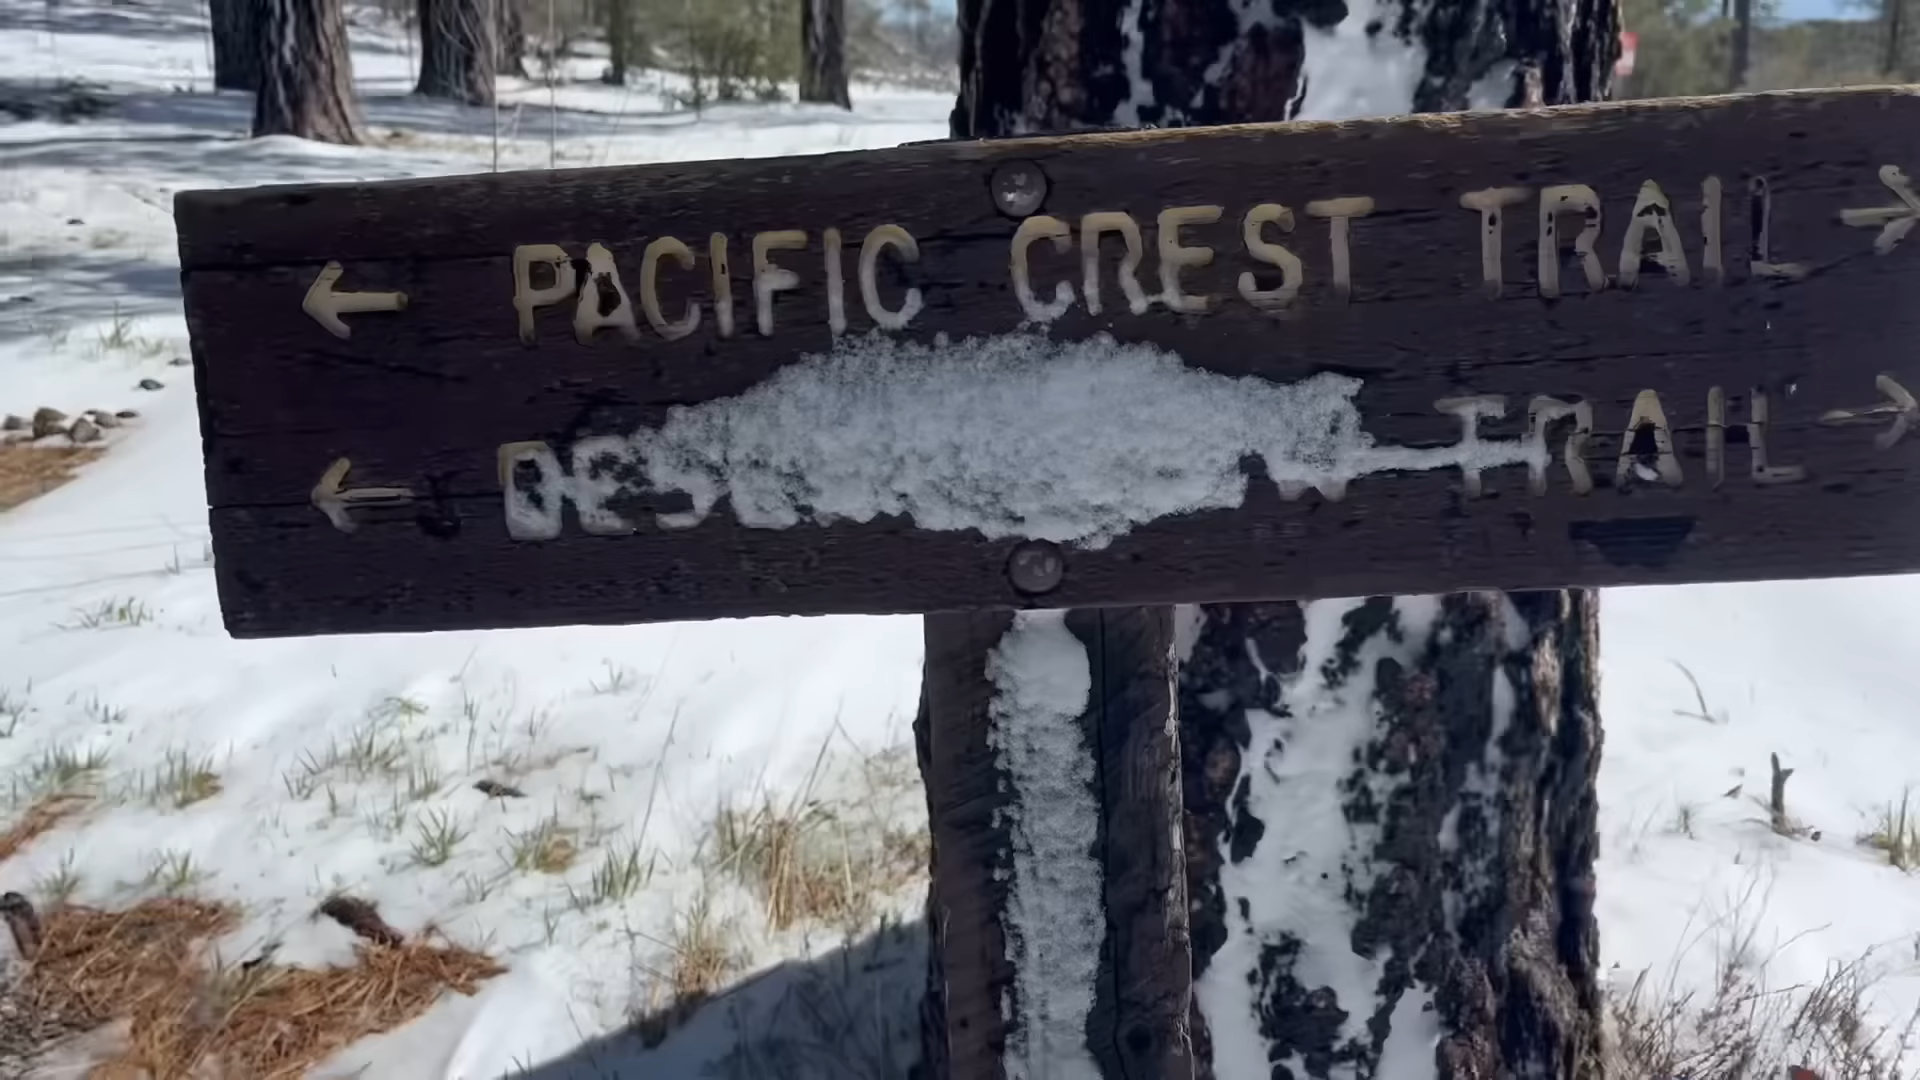 ← PACIFIC CREST TRAIL →
← TRAIL →